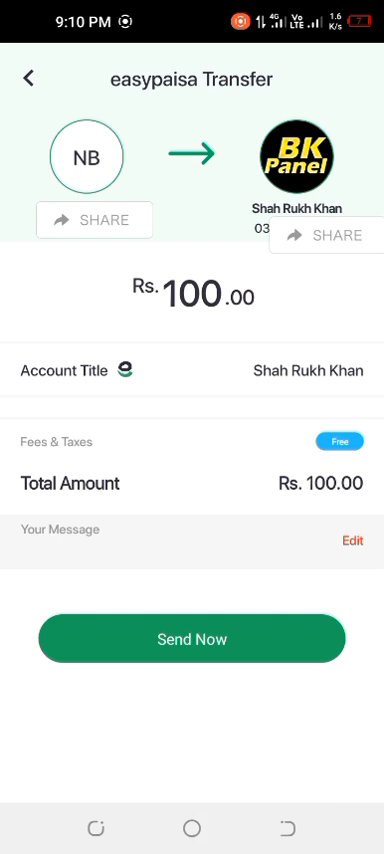 9:10 PM 4G Vo LTE 1.6 K/s 7
easypaisa Transfer
NB
BK
Panel
Shah Rukh Khan
SHARE
03
SHARE
Rs. 100.00
Account Title Shah Rukh Khan
Fees & Taxes Free
Total Amount Rs. 100.00
Your Message
Edit
Send Now